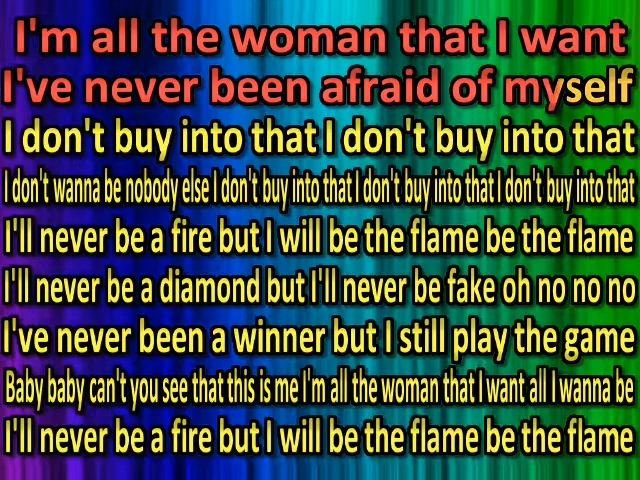 I'm all the woman that I want
I've never been afraid of myself
I don't buy into that I don't buy into that
I don't wanna be nobody else I don't buy into that I don't buy into that I don't buy into that
I'll never be a fire but I will be the flame be the flame
I'll never be a diamond but I'll never be fake oh no no no
I've never been a winner but I still play the game
Baby baby can't you see that this is me I'm all the woman that I want all I wanna be
I'll never be a fire but I will be the flame be the flame